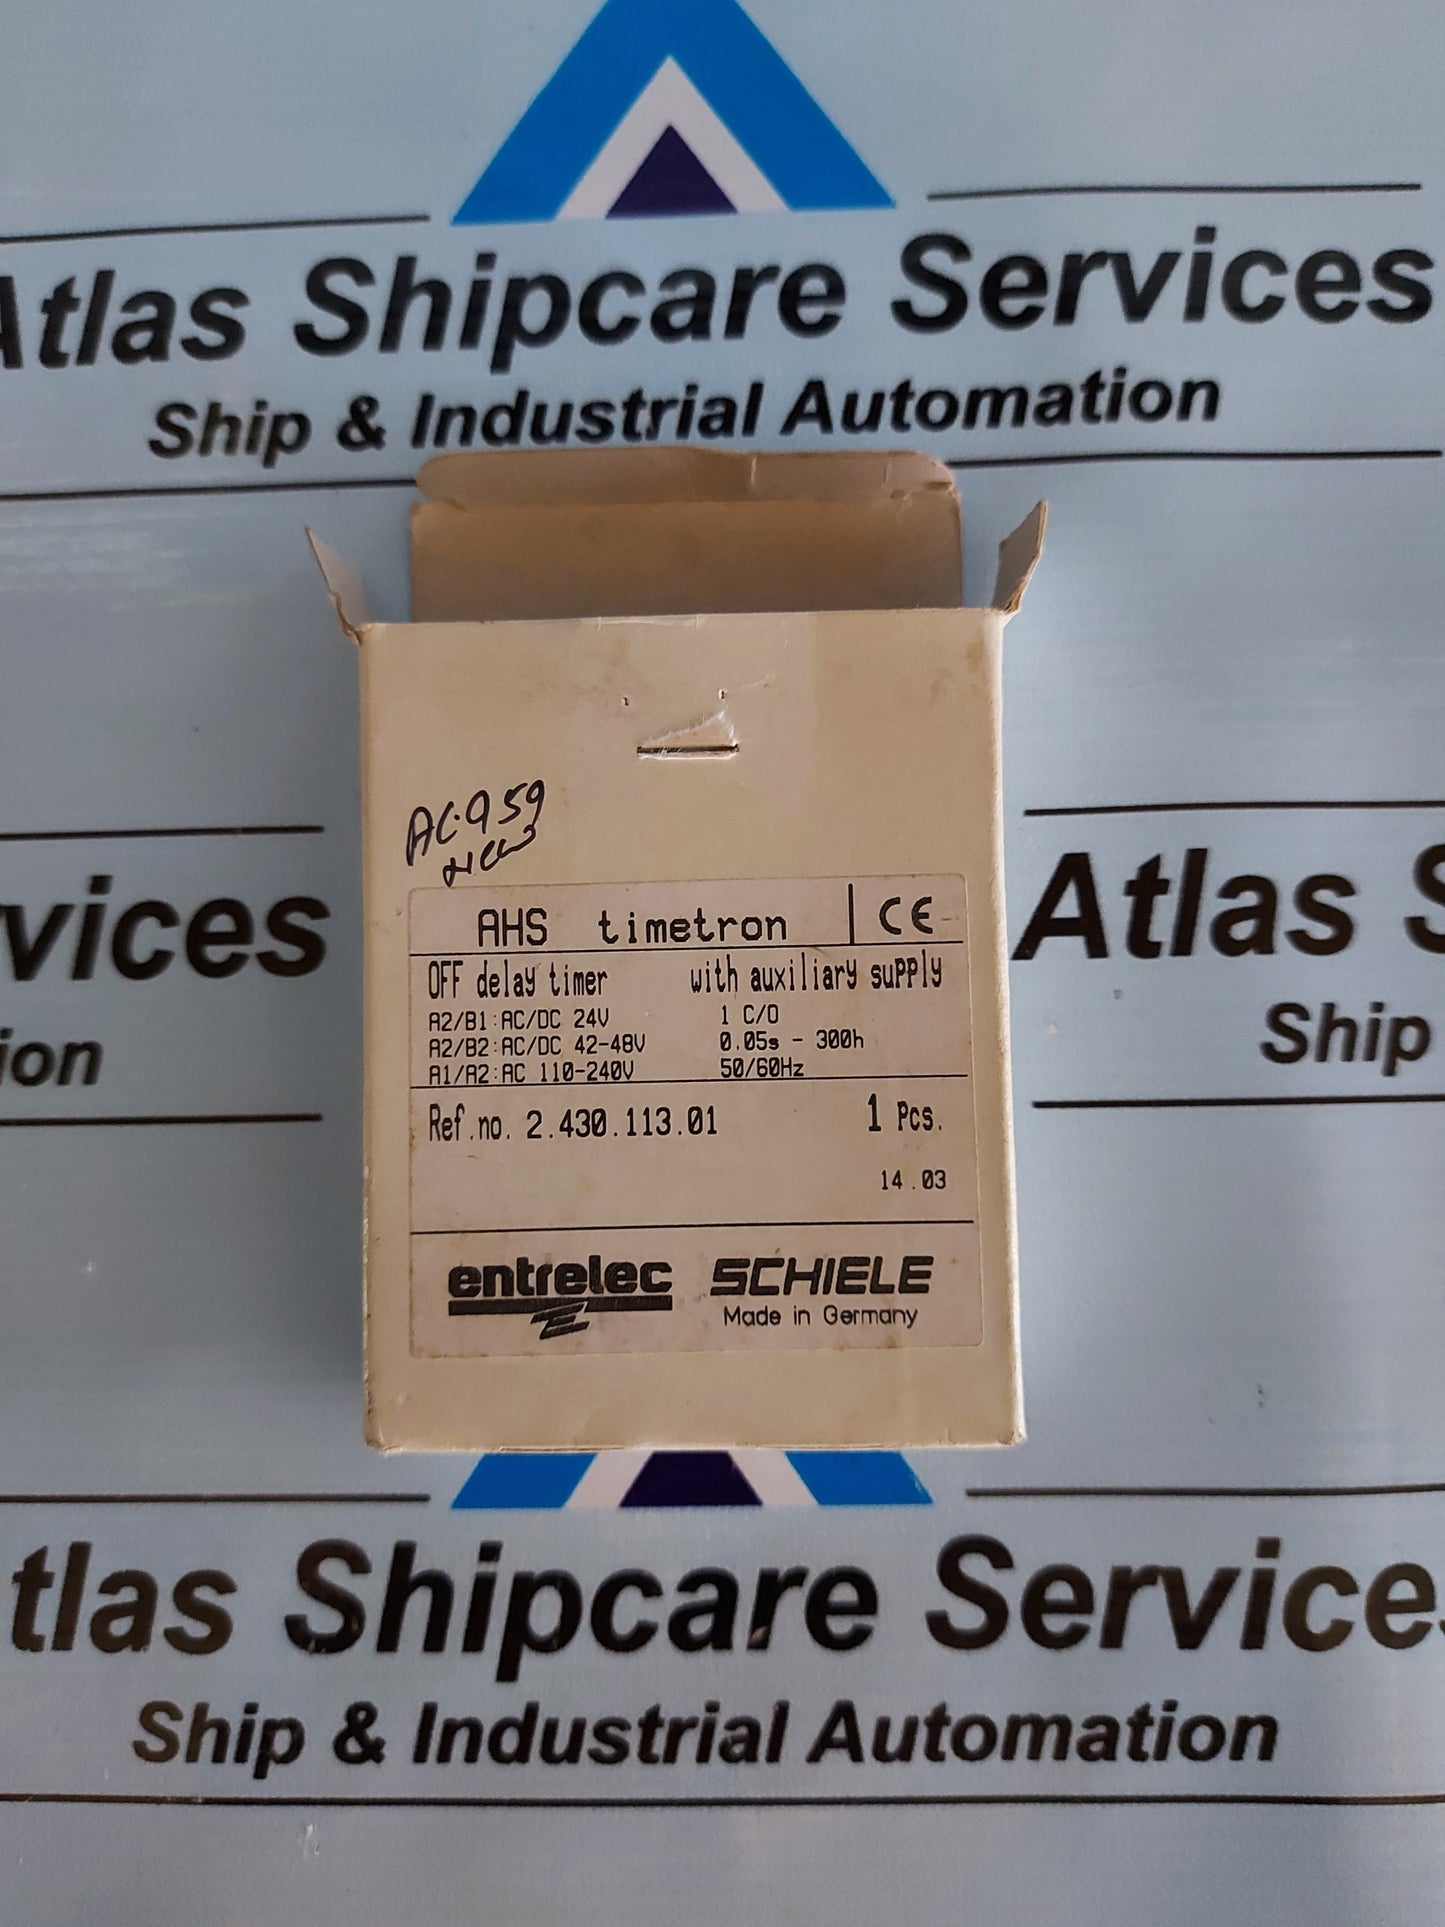 Atlas Shipcare Services
Ship & Industrial Automation
AC.959
New
AHS timetron CE
OFF delay timer with auxiliary supply
A2/B1:AC/DC 24V 1 C/O
A2/B2:AC/DC 42-48V 0.05s - 300h
A1/A2:AC 110-240V 50/60Hz
Ref.no. 2.430.113.01 1 Pcs.
14.03
entrelec SCHIELE
Made in Germany
vices
ion
Atlas S
Ship
tlas Shipcare Services
Ship & Industrial Automation